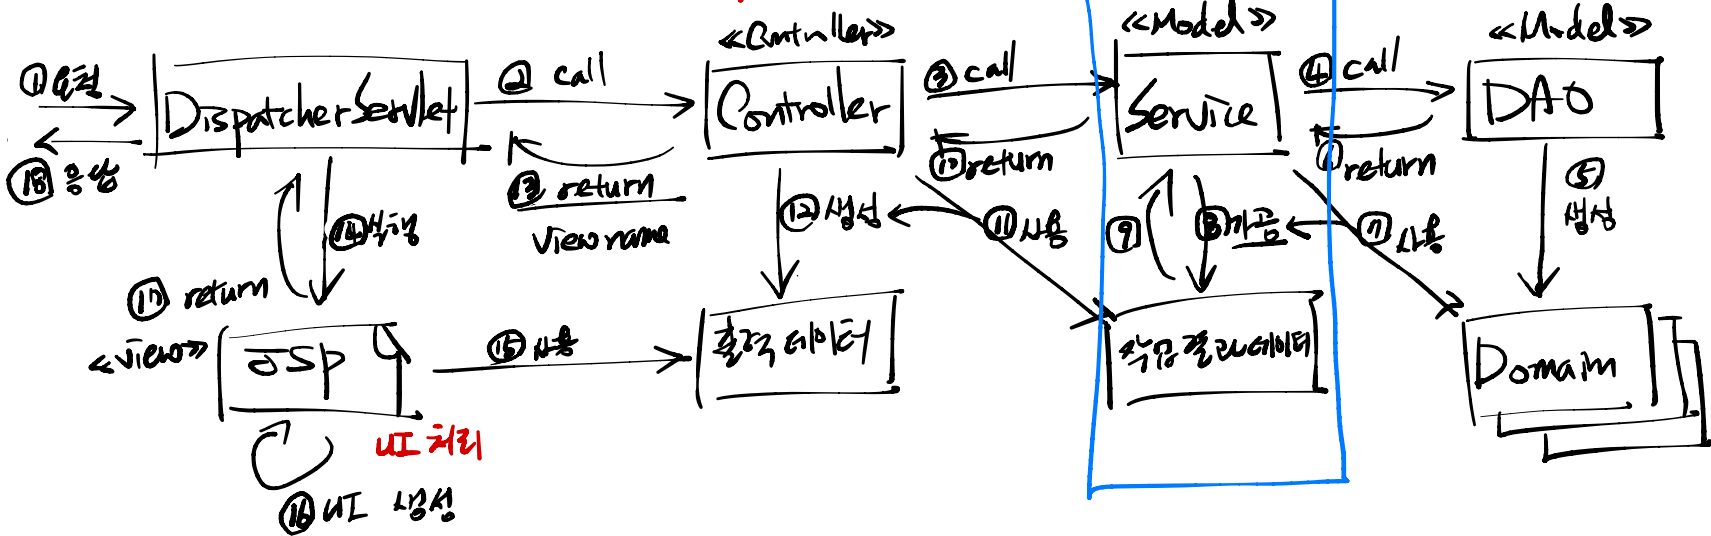 <<Controller>>
<<Model>>
<<Model>>
① 요청
DispatcherServlet
② call
Controller
③ call
Service
④ call
DAO
⑱ 응답
⑬ return
view name
⑩ return
return
⑤
생성
⑭ 실행
⑫ 생성
⑪ 사용
⑨
⑧ 가공
⑦ 사용
⑰ return
<<view>>
JSP
⑮ 사용
출력 데이터
작업결과데이터
Domain
UI 처리
⑯ UI 생성